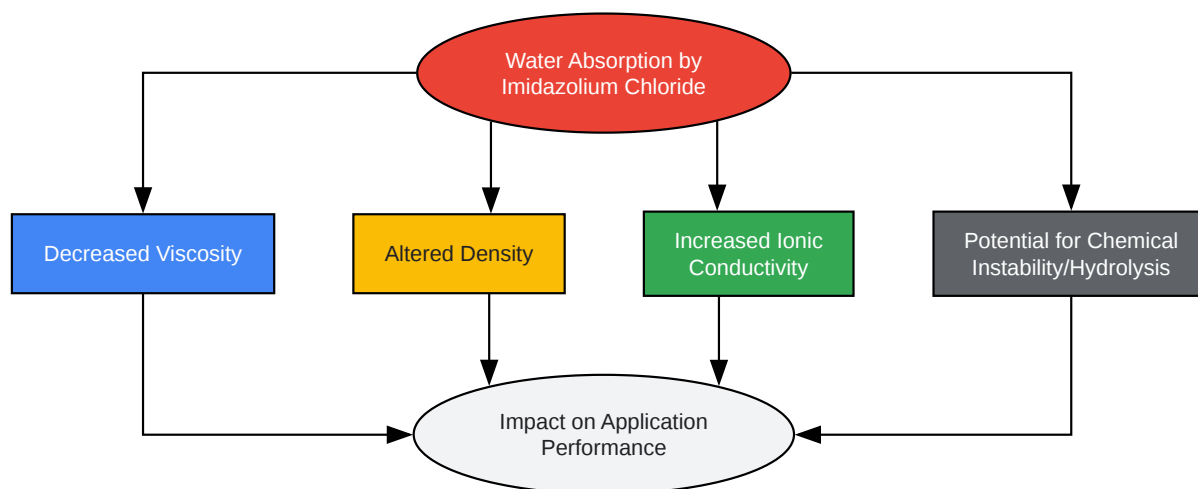 Water Absorption by
Imidazolium Chloride
Decreased Viscosity
Altered Density
Increased Ionic
Conductivity
Potential for Chemical
Instability/Hydrolysis
Impact on Application
Performance